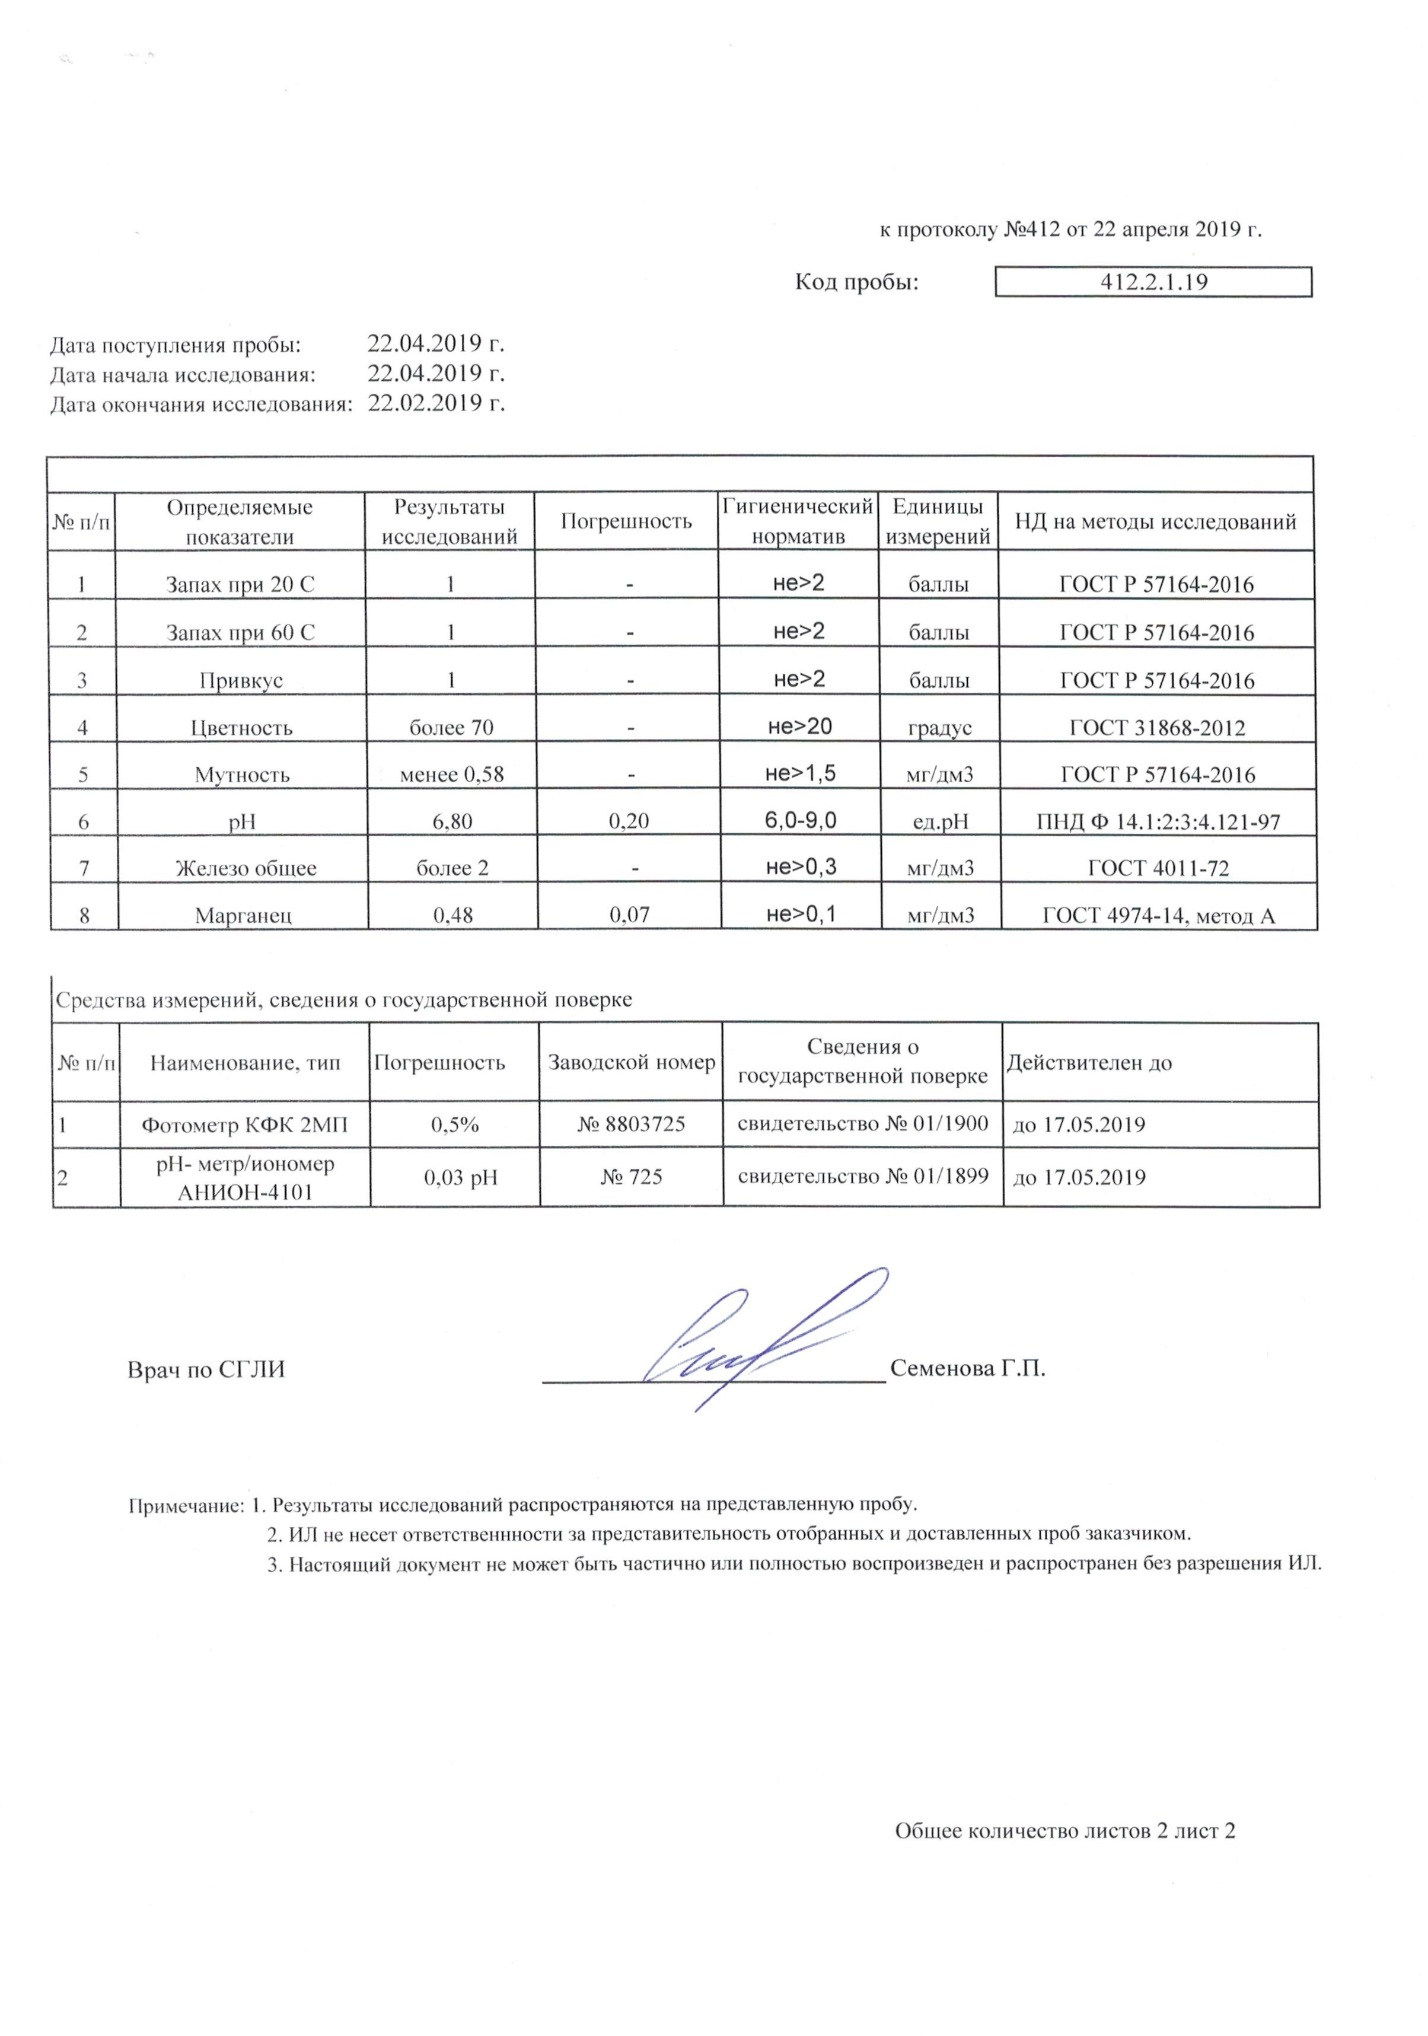 к протоколу №412 от 22 апреля 2019 г.
Код пробы: 412.2.1.19
Дата поступления пробы: 22.04.2019 г.
Дата начала исследования: 22.04.2019 г.
Дата окончания исследования: 22.02.2019 г.
№ п/п Определяемые показатели Результаты исследований Погрешность Гигиенический норматив Единицы измерений НД на методы исследований
1 Запах при 20 С 1 - не>2 баллы ГОСТ Р 57164-2016
2 Запах при 60 С 1 - не>2 баллы ГОСТ Р 57164-2016
3 Привкус 1 - не>2 баллы ГОСТ Р 57164-2016
4 Цветность более 70 - не>20 градус ГОСТ 31868-2012
5 Мутность менее 0,58 - не>1,5 мг/дм3 ГОСТ Р 57164-2016
6 pH 6,80 0,20 6,0-9,0 ед.pH ПНД Ф 14.1:2:3:4.121-97
7 Железо общее более 2 - не>0,3 мг/дм3 ГОСТ 4011-72
8 Марганец 0,48 0,07 не>0,1 мг/дм3 ГОСТ 4974-14, метод А
Средства измерений, сведения о государственной поверке
№ п/п Наименование, тип Погрешность Заводской номер Сведения о государственной поверке Действителен до
1 Фотометр КФК 2МП 0,5% № 8803725 свидетельство № 01/1900 до 17.05.2019
2 pH- метр/иономер АНИОН-4101 0,03 pH № 725 свидетельство № 01/1899 до 17.05.2019
Врач по СГЛИ Семенова Г.П.
Примечание: 1. Результаты исследований распространяются на представленную пробу.
2. ИЛ не несет ответственнности за представительность отобранных и доставленных проб заказчиком.
3. Настоящий документ не может быть частично или полностью воспроизведен и распространен без разрешения ИЛ.
Общее количество листов 2 лист 2